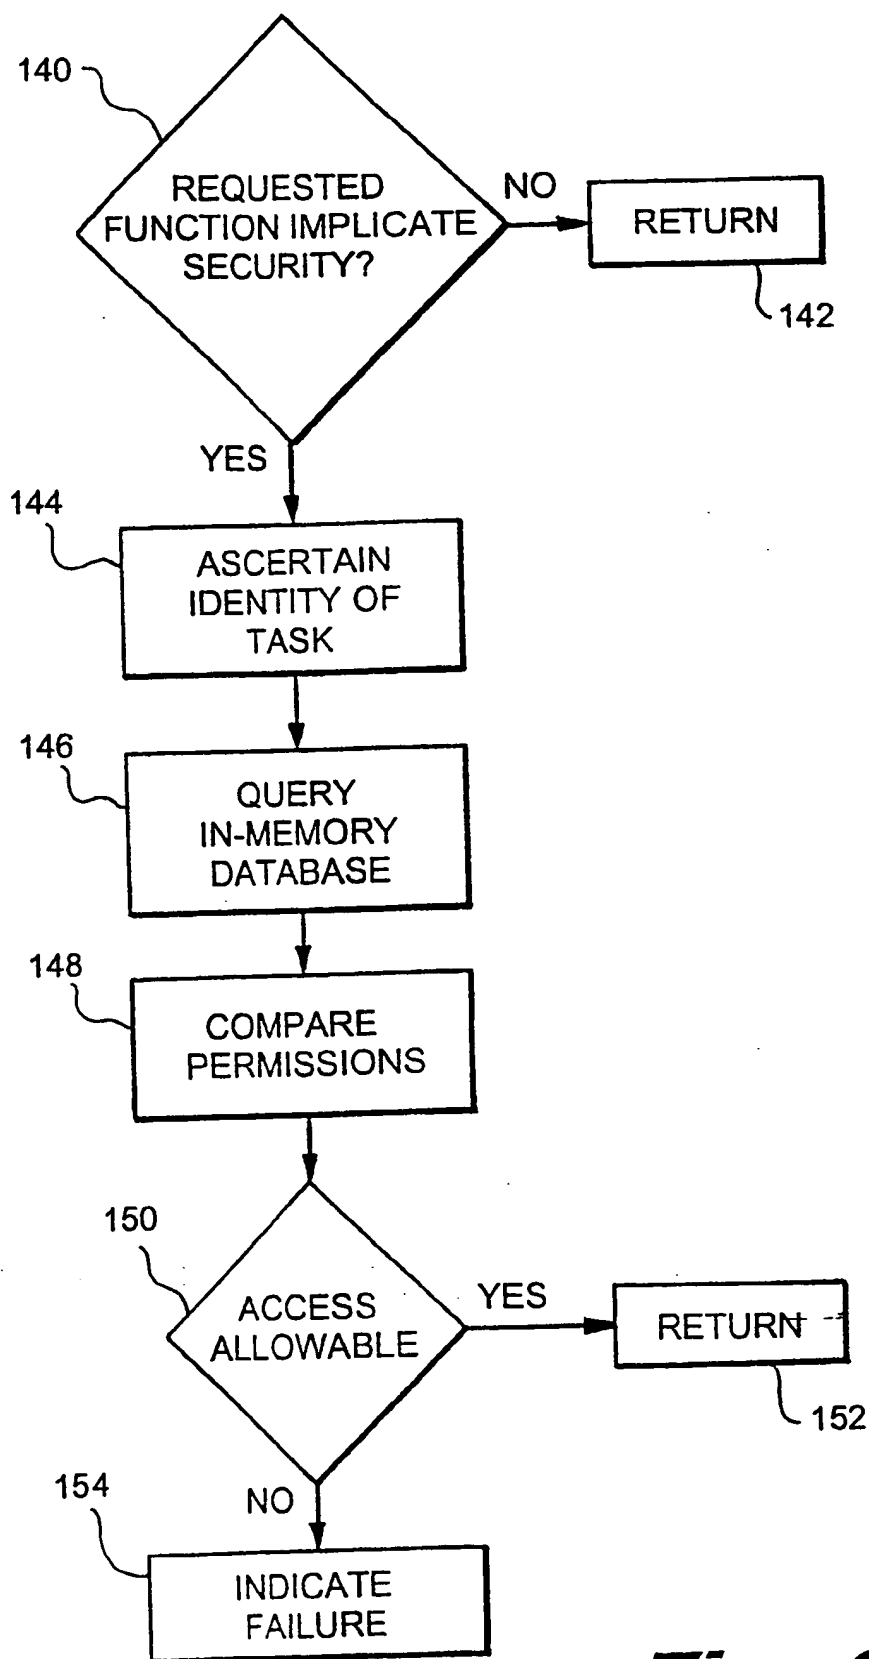 140
REQUESTED
FUNCTION IMPLICATE
SECURITY?
NO
RETURN
142
YES
144
ASCERTAIN
IDENTITY OF
TASK
146
QUERY
IN-MEMORY
DATABASE
148
COMPARE
PERMISSIONS
150
ACCESS
ALLOWABLE
YES
RETURN
152
NO
154
INDICATE
FAILURE